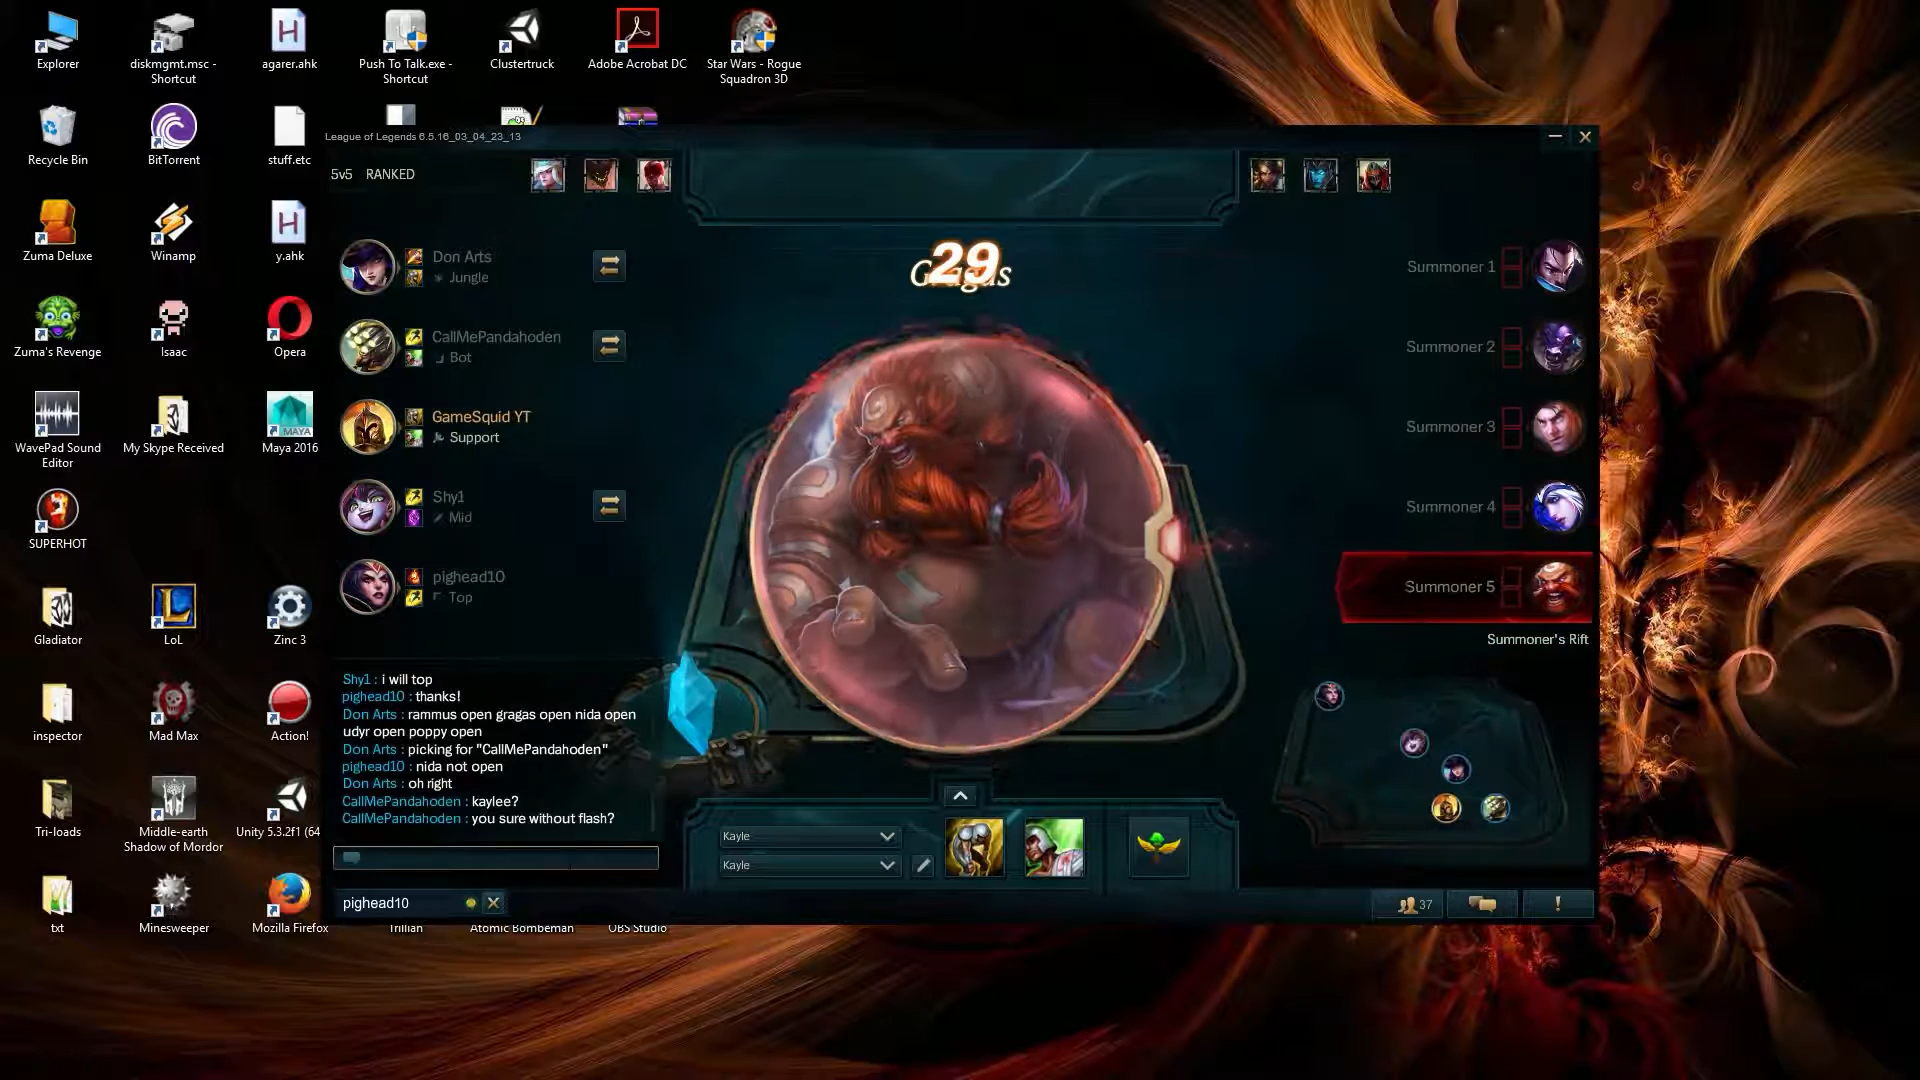 Explorer
diskmgmt.msc -
Shortcut
agarer.ahk
Push To Talk.exe -
Shortcut
Clustertruck
Adobe Acrobat DC
Star Wars - Rogue
Squadron 3D
Recycle Bin
BitTorrent
stuff.etc
Zuma Deluxe
Winamp
y.ahk
Zuma's Revenge
Isaac
Opera
WavePad Sound
Editor
My Skype Received
MAYA
Maya 2016
SUPERHOT
Gladiator
LoL
Zinc 3
inspector
Mad Max
Action!
Tri-loads
Middle-earth
Shadow of Mordor
Unity 5.3.2f1 (64
txt
Minesweeper
Mozilla Firefox
Trillian
Atomic Bombeman
OBS Studio
League of Legends 6.5.16_03_04_23_13
5v5 RANKED
Don Arts
Jungle
CallMePandahoden
Bot
GameSquid YT
Support
Shy1
Mid
pighead10
Top
29
Gragas
Summoner 1
Summoner 2
Summoner 3
Summoner 4
Summoner 5
Summoner's Rift
Shy1 : i will top
pighead10 : thanks!
Don Arts : rammus open gragas open nida open
udyr open poppy open
Don Arts : picking for "CallMePandahoden"
pighead10 : nida not open
Don Arts : oh right
CallMePandahoden : kaylee?
CallMePandahoden : you sure without flash?
Kayle
Kayle
pighead10
37